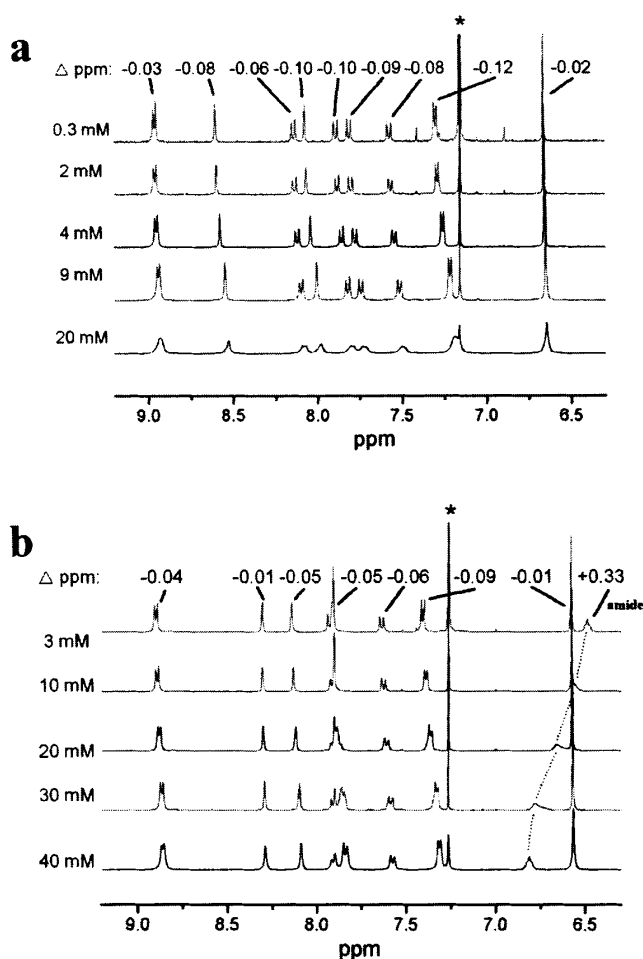 a
*
△ ppm: -0.03 -0.08 -0.06 -0.10 -0.10 -0.09 -0.08 -0.12 -0.02
0.3 mM
2 mM
4 mM
9 mM
20 mM
9.0 8.5 8.0 7.5 7.0 6.5
ppm
b
*
△ ppm: -0.04 -0.01 -0.05 -0.05 -0.06 -0.09 -0.01 +0.33
amide
3 mM
10 mM
20 mM
30 mM
40 mM
9.0 8.5 8.0 7.5 7.0 6.5
ppm